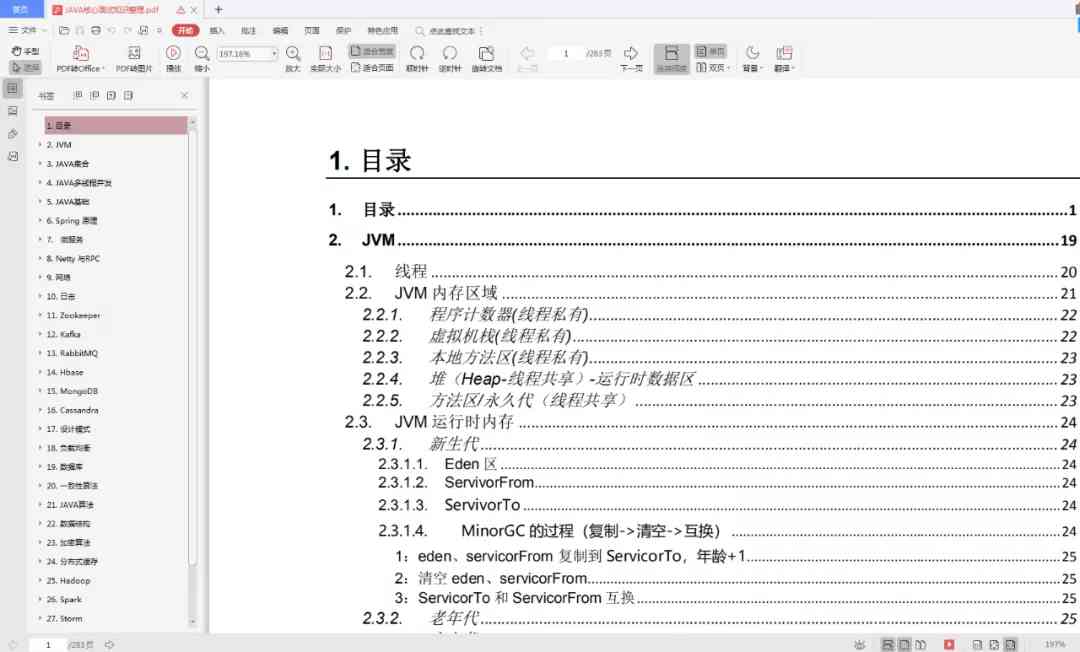 首页 JAVA核心面试知识整理.pdf
文件 开始 插入 批注 编辑 页面 保护 特色应用 点此查找文本
手型 选择 PDF转Office PDF转图片 播放 缩小 197.18% 放大 实际大小 适合宽度 适合页面 顺时针 逆时针 旋转文档 上一页 1 /283页 下一页 连续阅读 单页 双页 背景 翻译
书签
1. 目录
2. JVM
3. JAVA集合
4. JAVA多线程并发
5. JAVA基础
6. Spring 原理
7. 微服务
8. Netty 与RPC
9. 网络
10. 日志
11. Zookeeper
12. Kafka
13. RabbitMQ
14. Hbase
15. MongoDB
16. Cassandra
17. 设计模式
18. 负载均衡
19. 数据库
20. 一致性算法
21. JAVA算法
22. 数据结构
23. 加密算法
24. 分布式缓存
25. Hadoop
26. Spark
27. Storm
1. 目录
1. 目录 1
2. JVM 19
2.1. 线程 20
2.2. JVM 内存区域 21
2.2.1. 程序计数器(线程私有) 22
2.2.2. 虚拟机栈(线程私有) 22
2.2.3. 本地方法区(线程私有) 23
2.2.4. 堆（Heap-线程共享）-运行时数据区 23
2.2.5. 方法区/永久代（线程共享） 23
2.3. JVM 运行时内存 24
2.3.1. 新生代 24
2.3.1.1. Eden 区 24
2.3.1.2. ServivorFrom 24
2.3.1.3. ServivorTo 24
2.3.1.4. MinorGC 的过程（复制->清空->互换） 24
1：eden、servicorFrom 复制到 ServicorTo，年龄+1 25
2：清空 eden、servicorFrom 25
3：ServicorTo 和 ServicorFrom 互换 25
2.3.2. 老年代 25
1 /283页 197%